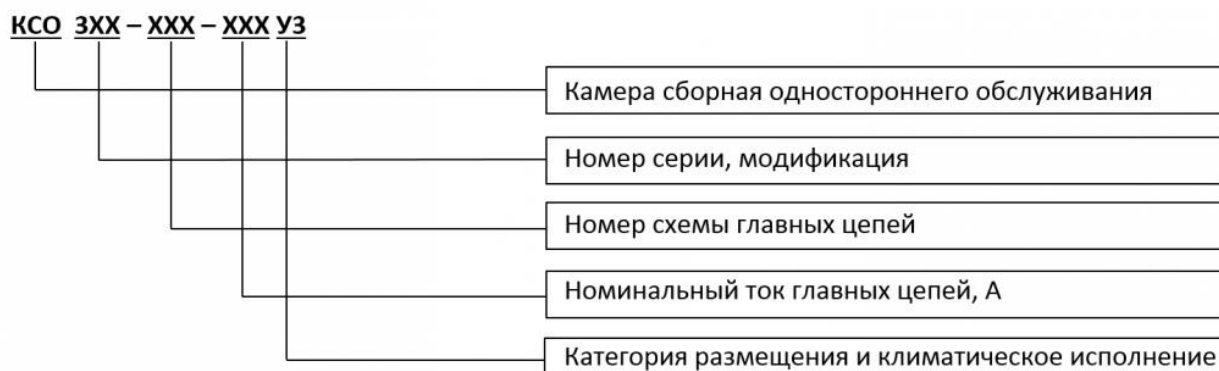 КСО 3ХХ – ХХХ – ХХХ У3
Камера сборная одностороннего обслуживания
Номер серии, модификация
Номер схемы главных цепей
Номинальный ток главных цепей, А
Категория размещения и климатическое исполнение